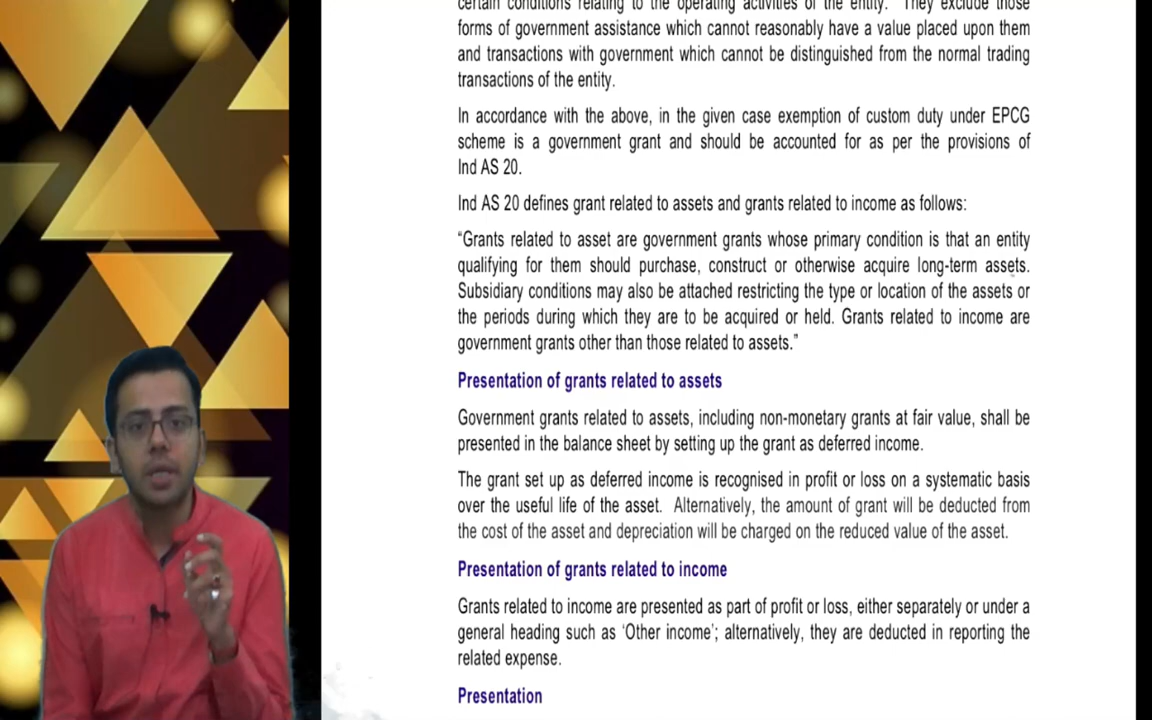 certain conditions relating to the operating activities of the entity. They exclude those
forms of government assistance which cannot reasonably have a value placed upon them
and transactions with government which cannot be distinguished from the normal trading
transactions of the entity.
In accordance with the above, in the given case exemption of custom duty under EPCG
scheme is a government grant and should be accounted for as per the provisions of
Ind AS 20.
Ind AS 20 defines grant related to assets and grants related to income as follows:
“Grants related to asset are government grants whose primary condition is that an entity
qualifying for them should purchase, construct or otherwise acquire long-term assets.
Subsidiary conditions may also be attached restricting the type or location of the assets or
the periods during which they are to be acquired or held. Grants related to income are
government grants other than those related to assets.”
Presentation of grants related to assets
Government grants related to assets, including non-monetary grants at fair value, shall be
presented in the balance sheet by setting up the grant as deferred income.
The grant set up as deferred income is recognised in profit or loss on a systematic basis
over the useful life of the asset. Alternatively, the amount of grant will be deducted from
the cost of the asset and depreciation will be charged on the reduced value of the asset.
Presentation of grants related to income
Grants related to income are presented as part of profit or loss, either separately or under a
general heading such as ‘Other income’; alternatively, they are deducted in reporting the
related expense.
Presentation